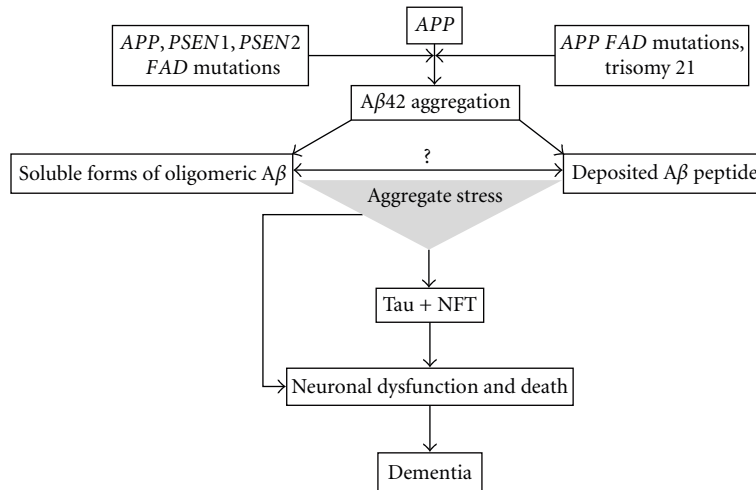 APP
APP, PSEN1, PSEN2
FAD mutations
APP FAD mutations,
trisomy 21
Aβ42 aggregation
?
Soluble forms of oligomeric Aβ
Deposited Aβ peptide
Aggregate stress
Tau + NFT
Neuronal dysfunction and death
Dementia